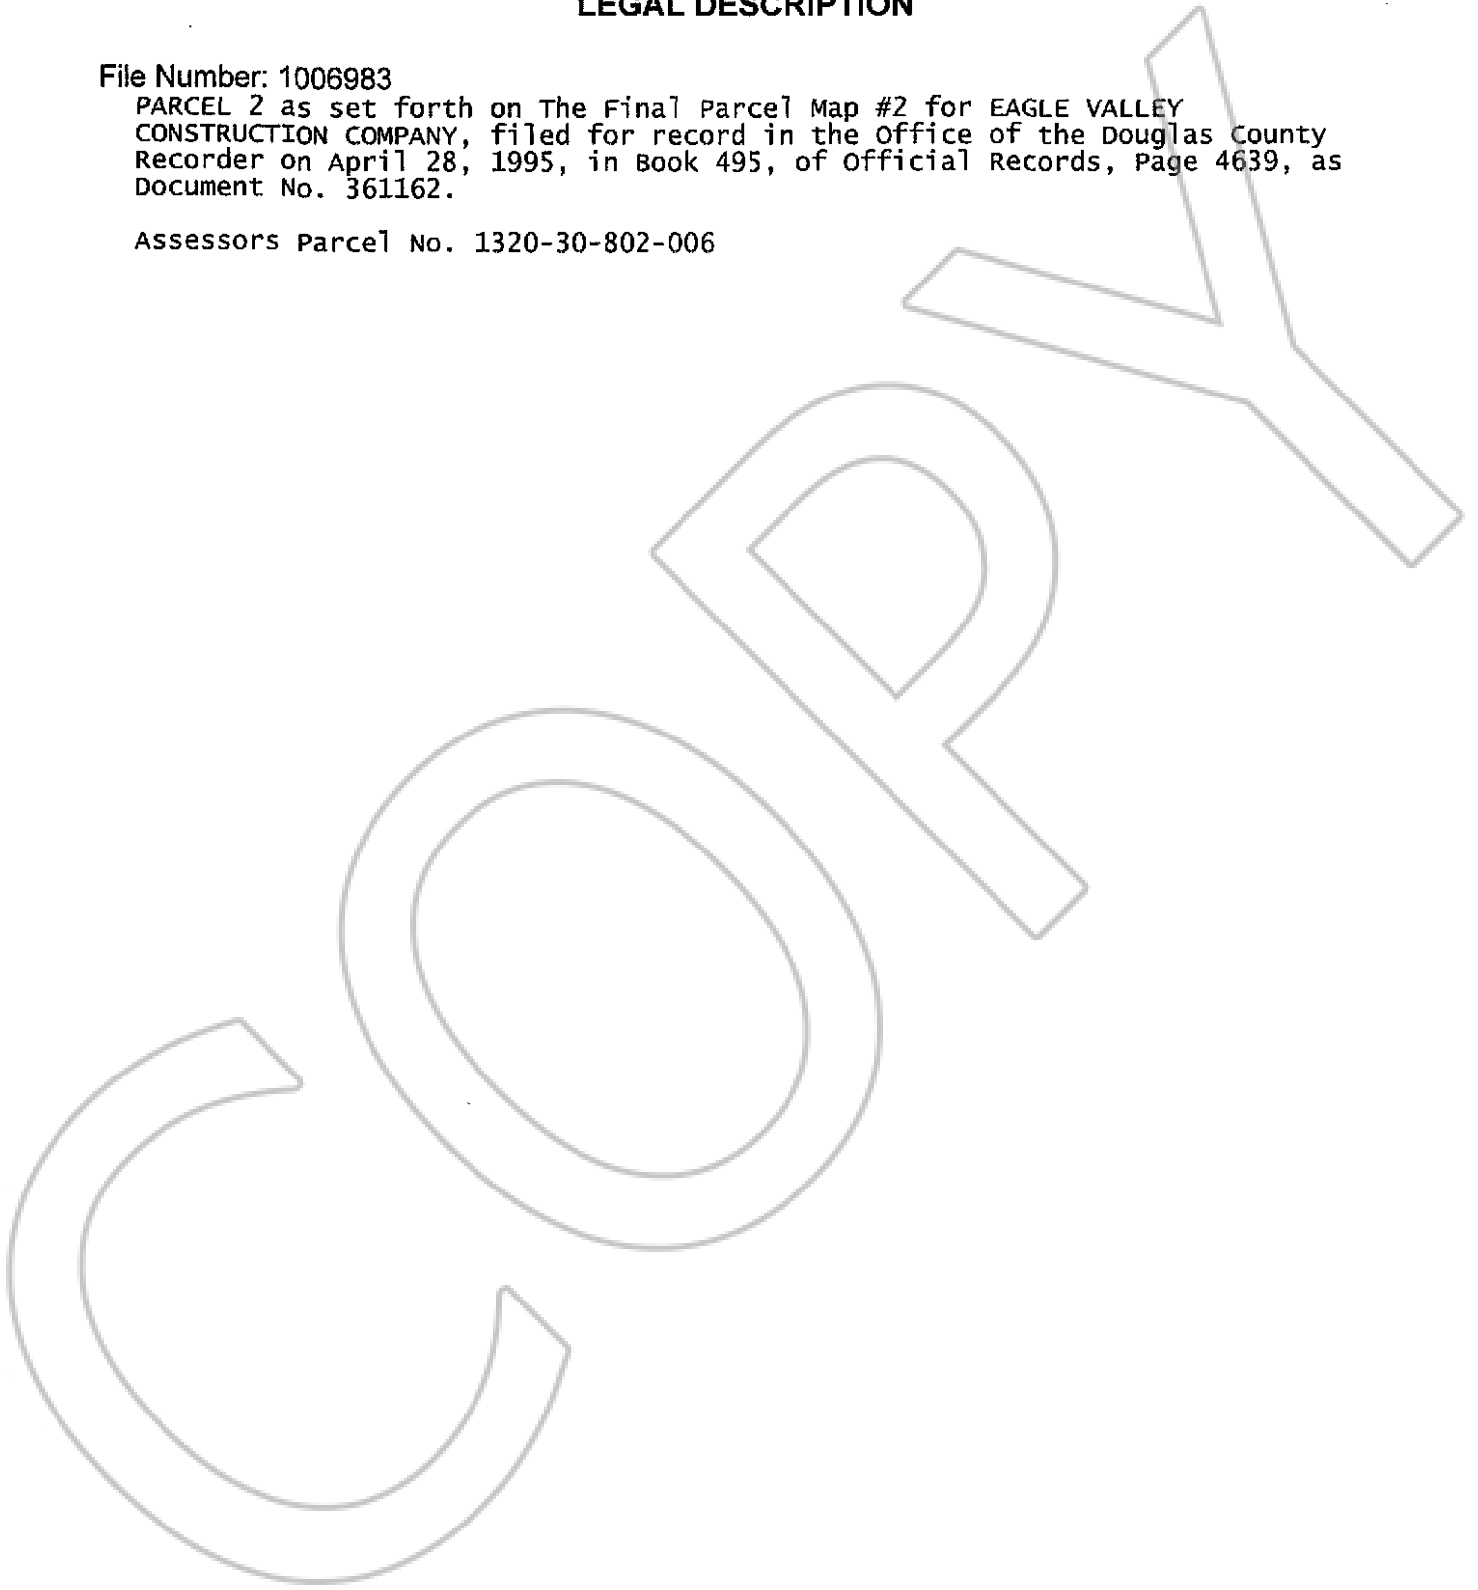 LEGAL DESCRIPTION
File Number: 1006983
PARCEL 2 as set forth on The Final Parcel Map #2 for EAGLE VALLEY
CONSTRUCTION COMPANY, filed for record in the Office of the Douglas County
Recorder on April 28, 1995, in Book 495, of Official Records, Page 4639, as
Document No. 361162.
Assessors Parcel No. 1320-30-802-006
COPY